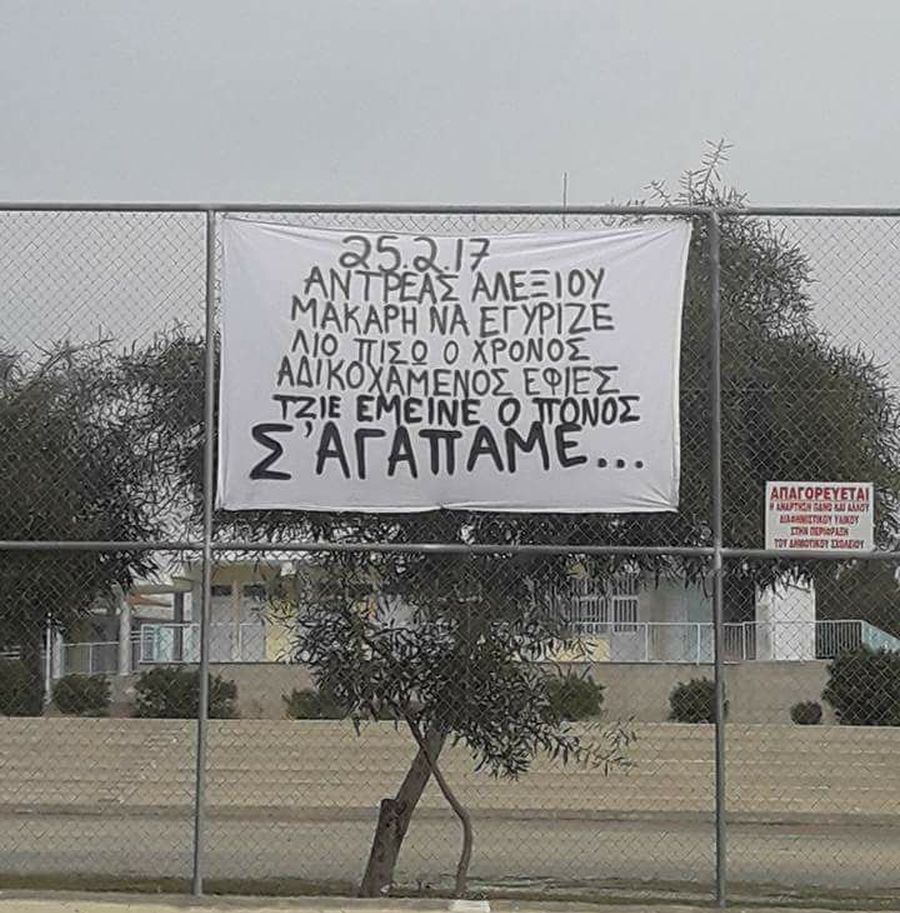 25.2.17
ΑΝΤΡΕΑΣ ΑΛΕΞΙΟΥ
ΜΑΚΑΡΗ ΝΑ ΕΓΥΡΙΖΕ
ΛΙΟ ΠΙΣΩ Ο ΧΡΟΝΟΣ
ΑΔΙΚΟΧΑΜΕΝΟΣ ΕΦΙΕΣ
ΤΖΙΕ ΕΜΕΙΝΕ Ο ΠΟΝΟΣ
Σ'ΑΓΑΠΑΜΕ...
ΑΠΑΓΟΡΕΥΕΤΑΙ
Η ΑΝΑΡΤΗΣΗ ΠΑΝΩ ΚΑΙ ΑΛΛΟΥ
ΔΙΑΦΗΜΙΣΤΙΚΟΥ ΥΛΙΚΟΥ
ΣΤΗΝ ΠΕΡΙΦΡΑΞΗ
ΤΟΥ ΔΗΜΟΤΙΚΟΥ ΣΧΟΛΕΙΟΥ